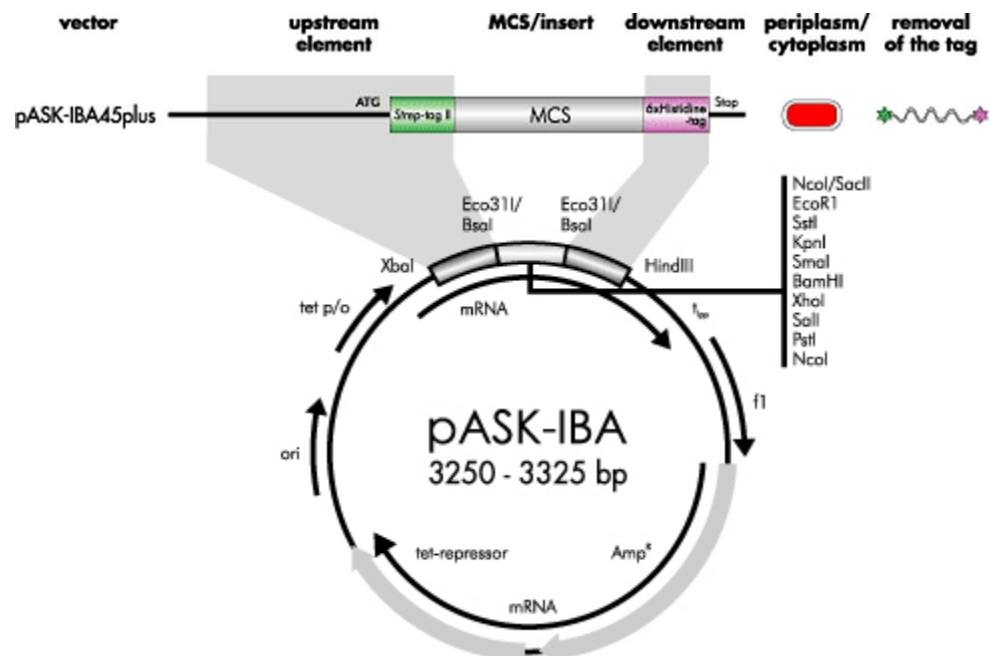 vector
upstream
element
MCS/insert
downstream
element
periplasm/
cytoplasm
removal
of the tag
pASK-IBA45plus
ATG
Strep-tag II
MCS
6xHistidine
-tag
Stop
Eco31I/
BsaI
Eco31I/
BsaI
XbaI
HindIII
NcoI/SacII
EcoR1
SstI
KpnI
SmaI
BamHI
XhoI
SalI
PstI
NcoI
tet p/o
mRNA
tlpp
f1
ori
pASK-IBA
3250 - 3325 bp
tet-repressor
AmpR
mRNA